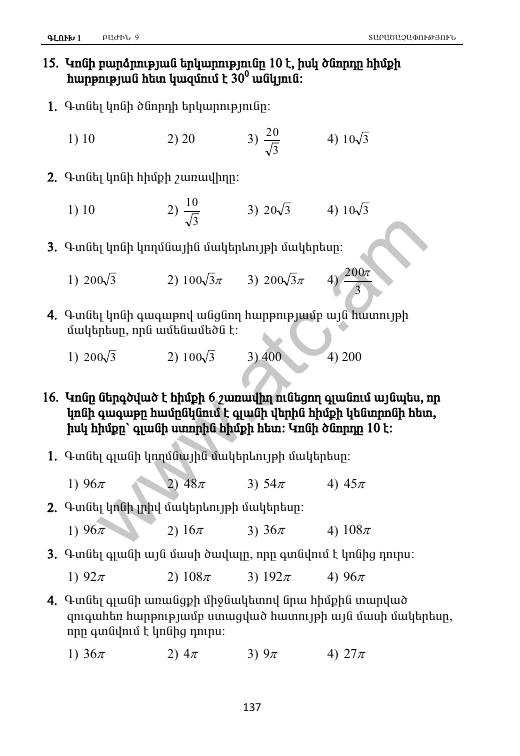 ԳԼՈՒԽ 1 ԲԱԺԻՆ 9 ՏԱՐԱԾԱՉԱՓՈՒԹՅՈՒՆ
15. Կոնի բարձրության երկարությունը 10 է, իսկ ծնորդը հիմքի
հարթության հետ կազմում է 30⁰ անկյուն:
1. Գտնել կոնի ծնորդի երկարությունը:
1) 10 2) 20 3) 20/√3 4) 10√3
2. Գտնել կոնի հիմքի շառավիղը:
1) 10 2) 10/√3 3) 20√3 4) 10√3
3. Գտնել կոնի կողմնային մակերևույթի մակերեսը:
1) 200√3 2) 100√3π 3) 200√3π 4) 200π/3
4. Գտնել կոնի գագաթով անցնող հարթությամբ այն հատույթի
մակերեսը, որն ամենամեծն է:
1) 200√3 2) 100√3 3) 400 4) 200
16. Կոնը ներգծված է հիմքի 6 շառավիղ ունեցող գլանում այնպես, որ
կոնի գագաթը համընկնում է գլանի վերին հիմքի կենտրոնի հետ,
իսկ հիմքը` գլանի ստորին հիմքի հետ: Կոնի ծնորդը 10 է:
1. Գտնել գլանի կողմնային մակերևույթի մակերեսը:
1) 96π 2) 48π 3) 54π 4) 45π
2. Գտնել կոնի լրիվ մակերևույթի մակերեսը:
1) 96π 2) 16π 3) 36π 4) 108π
3. Գտնել գլանի այն մասի ծավալը, որը գտնվում է կոնից դուրս:
1) 92π 2) 108π 3) 192π 4) 96π
4. Գտնել գլանի առանցքի միջնակետով նրա հիմքին տարված
զուգահեռ հարթությամբ ստացված հատույթի այն մասի մակերեսը,
որը գտնվում է կոնից դուրս:
1) 36π 2) 4π 3) 9π 4) 27π
137
www.atc.am